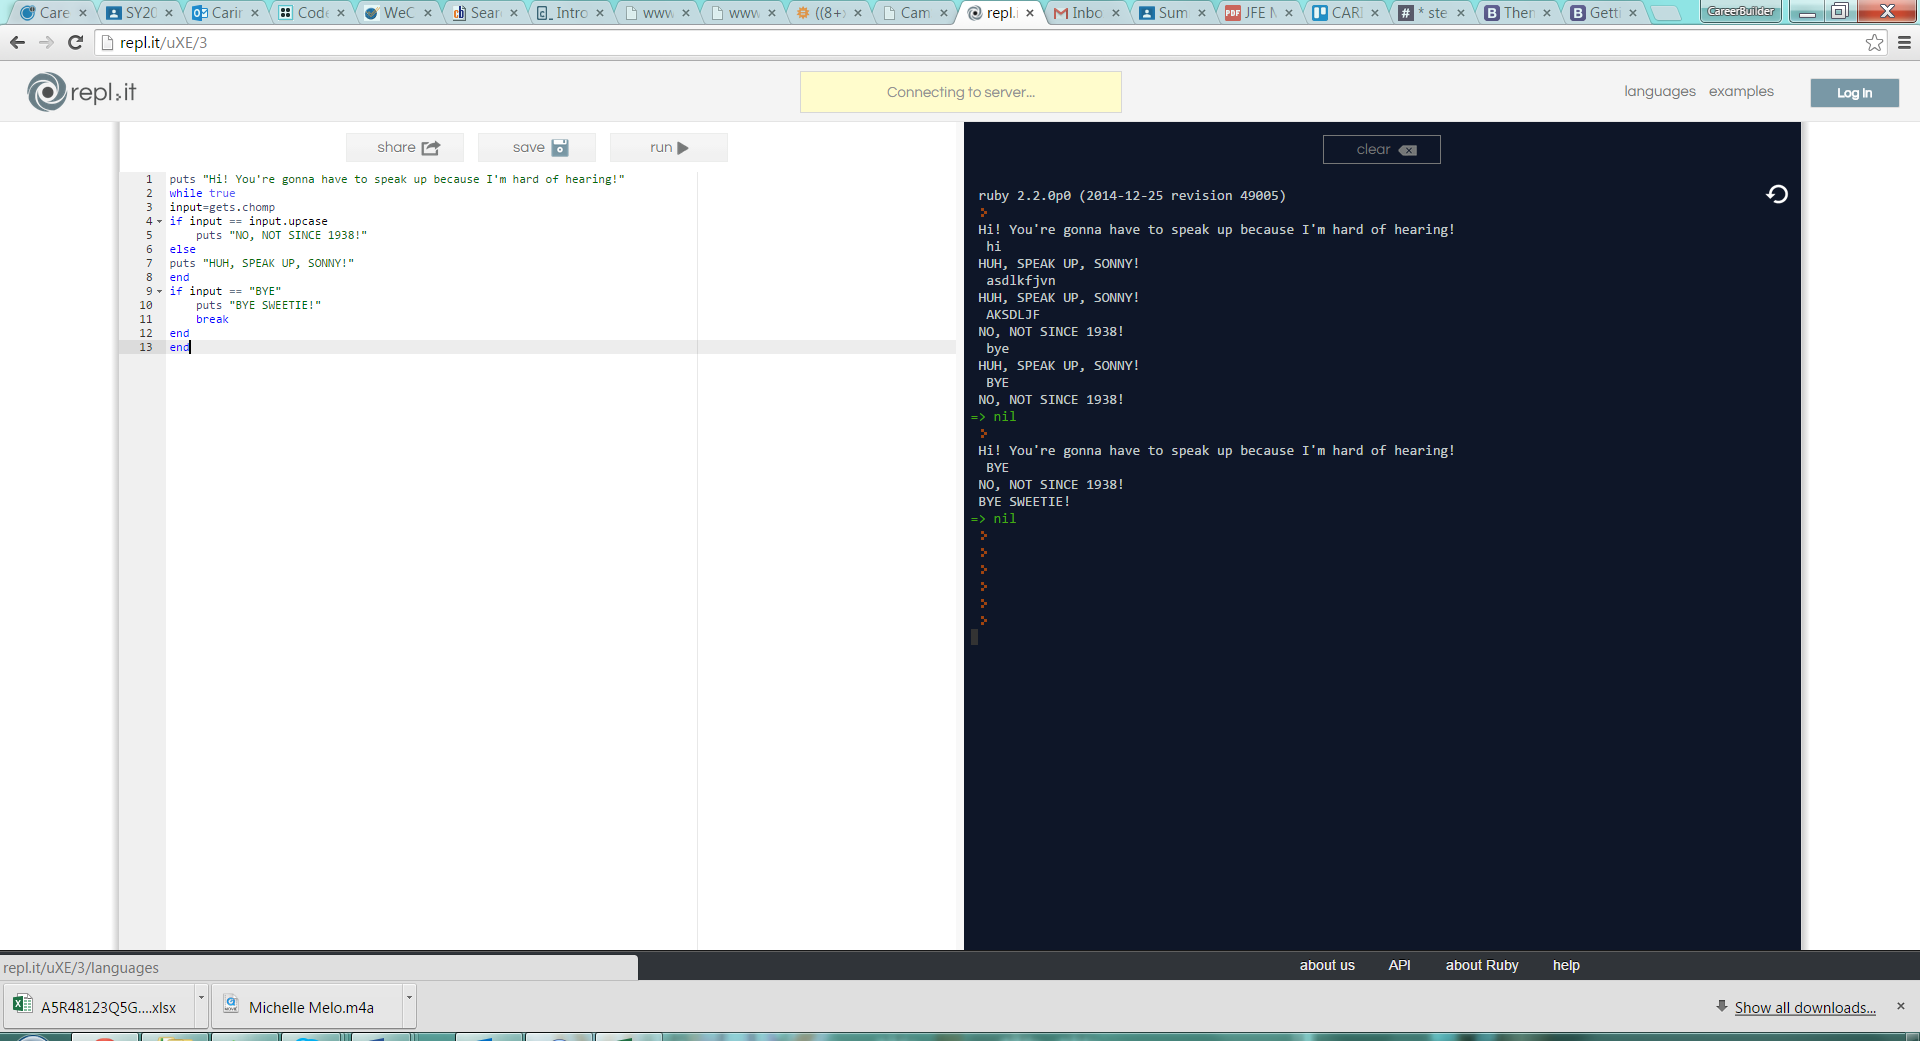 Care SY20 Carin Code WeC Sear Intro www www ((8+x Cam repl.i Inbo Sum JFE M CARI * ste Then Getti CareerBuilder
repl.it/uXE/3
repl.it
Connecting to server...
languages examples Log In
share save run
clear
1 puts "Hi! You're gonna have to speak up because I'm hard of hearing!"
2 while true
3 input=gets.chomp
4 if input == input.upcase
5 puts "NO, NOT SINCE 1938!"
6 else
7 puts "HUH, SPEAK UP, SONNY!"
8 end
9 if input == "BYE"
10 puts "BYE SWEETIE!"
11 break
12 end
13 end
ruby 2.2.0p0 (2014-12-25 revision 49005)
Hi! You're gonna have to speak up because I'm hard of hearing!
hi
HUH, SPEAK UP, SONNY!
asdlkfjvn
HUH, SPEAK UP, SONNY!
AKSDLJF
NO, NOT SINCE 1938!
bye
HUH, SPEAK UP, SONNY!
BYE
NO, NOT SINCE 1938!
=> nil
Hi! You're gonna have to speak up because I'm hard of hearing!
BYE
NO, NOT SINCE 1938!
BYE SWEETIE!
=> nil
repl.it/uXE/3/languages
about us API about Ruby help
A5R48123Q5G....xlsx Michelle Melo.m4a Show all downloads...